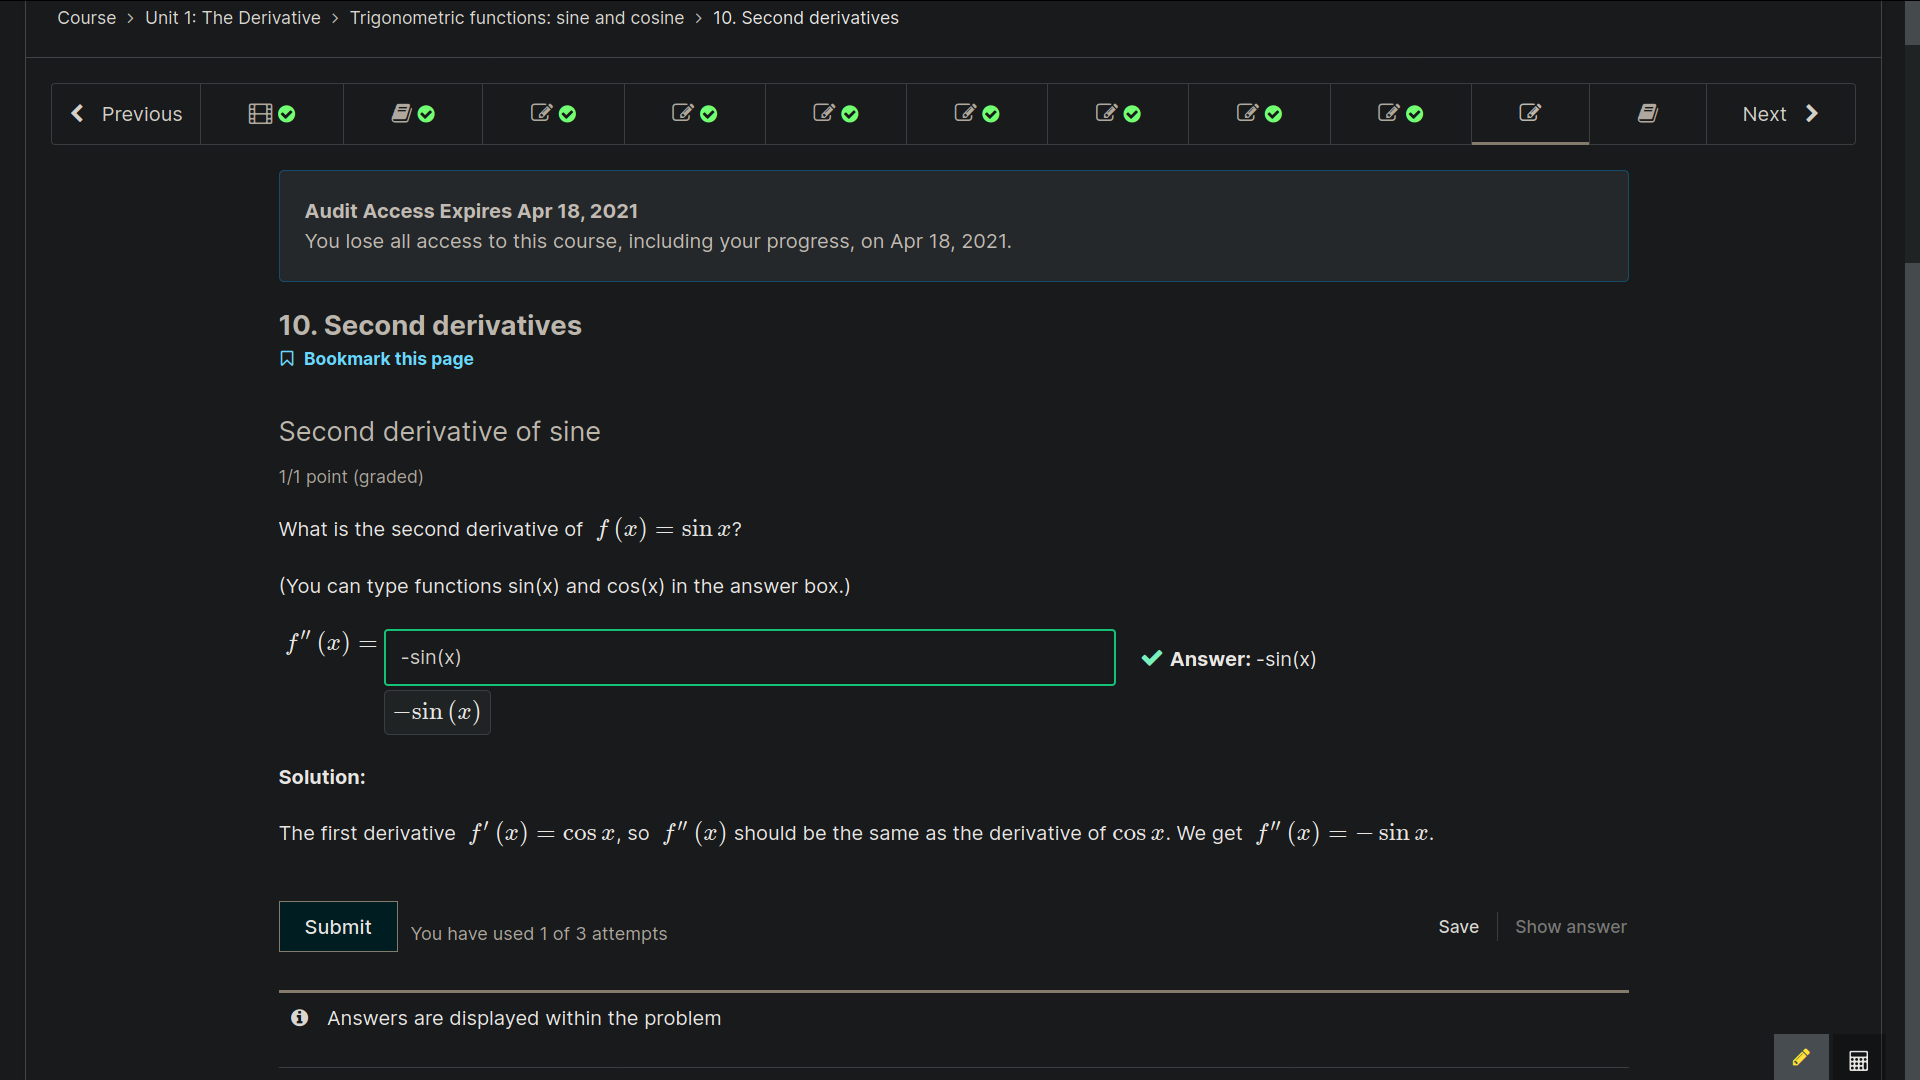 Course > Unit 1: The Derivative > Trigonometric functions: sine and cosine > 10. Second derivatives
Previous
Next
Audit Access Expires Apr 18, 2021
You lose all access to this course, including your progress, on Apr 18, 2021.
10. Second derivatives
Bookmark this page
Second derivative of sine
1/1 point (graded)
What is the second derivative of f (x) = sin x?
(You can type functions sin(x) and cos(x) in the answer box.)
f″ (x) = -sin(x) Answer: -sin(x)
−sin (x)
Solution:
The first derivative f′ (x) = cos x, so f″ (x) should be the same as the derivative of cos x. We get f″ (x) = − sin x.
Submit You have used 1 of 3 attempts Save Show answer
Answers are displayed within the problem